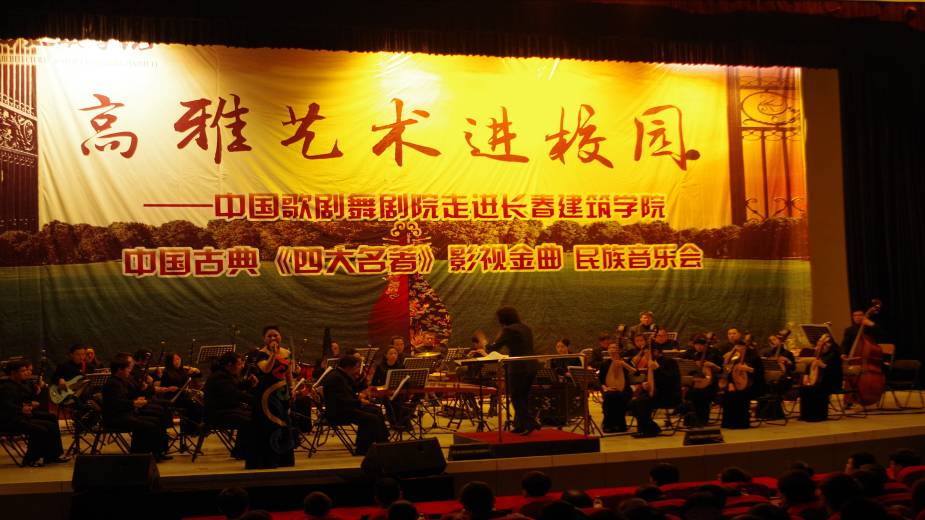 高雅艺术进校园
——中国歌剧舞剧院走进长春建筑学院
中国古典《四大名著》影视金曲 民族音乐会